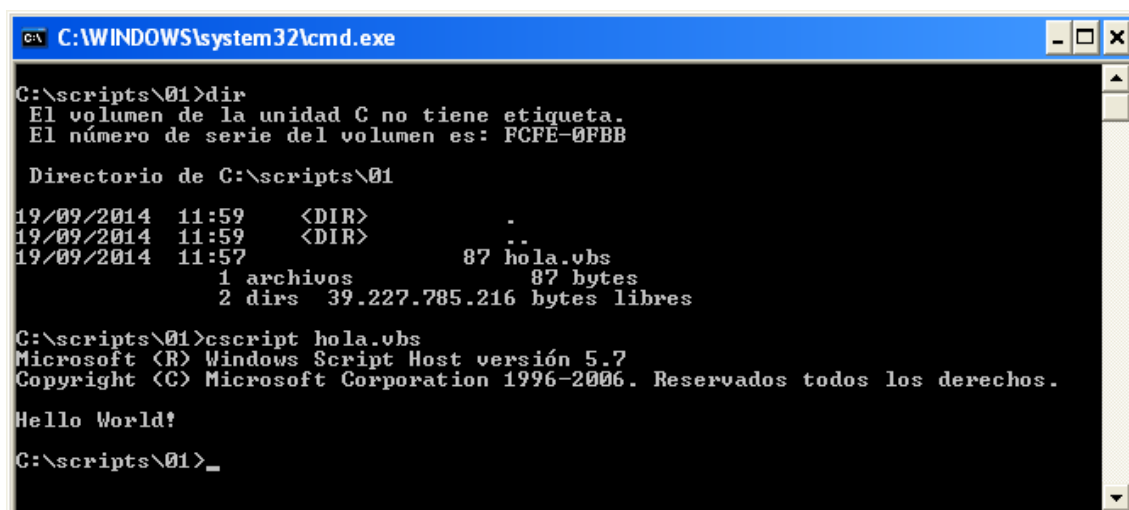 C:\WINDOWS\system32\cmd.exe
C:\scripts\01>dir
El volumen de la unidad C no tiene etiqueta.
El número de serie del volumen es: FCFE-0FBB
Directorio de C:\scripts\01
19/09/2014  11:59    <DIR>          .
19/09/2014  11:59    <DIR>          ..
19/09/2014  11:57                87 hola.vbs
1 archivos             87 bytes
2 dirs  39.227.785.216 bytes libres
C:\scripts\01>cscript hola.vbs
Microsoft (R) Windows Script Host versión 5.7
Copyright (C) Microsoft Corporation 1996-2006. Reservados todos los derechos.
Hello World!
C:\scripts\01>_